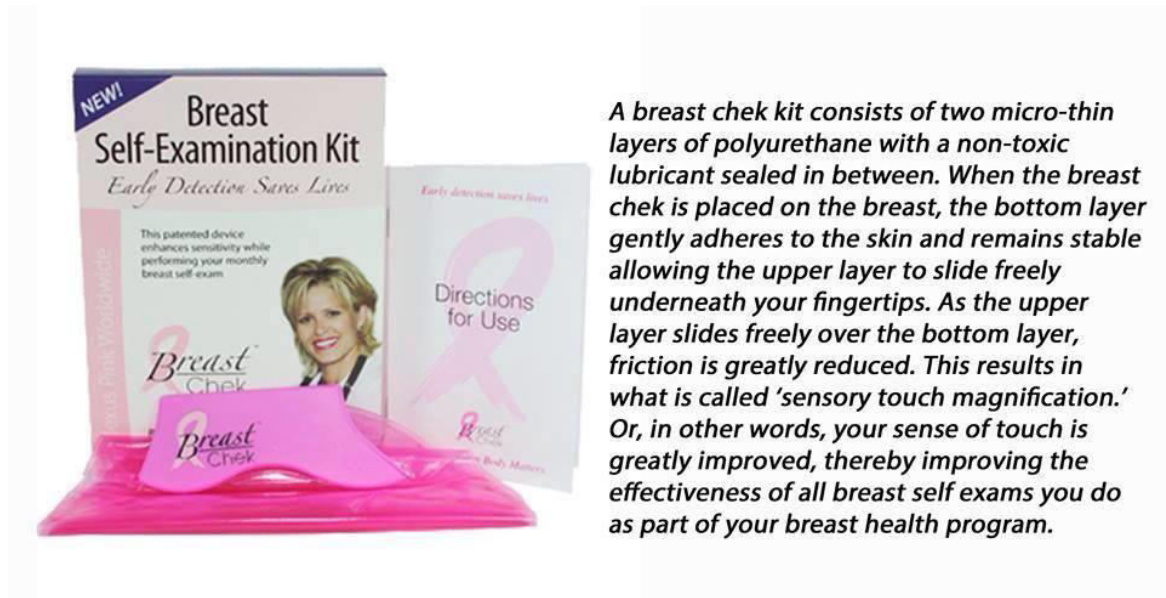 NEW!
Breast
Self-Examination Kit
Early Detection Saves Lives
This patented device
enhances sensitivity while
performing your monthly
breast self-exam
Pink Worldwide
Breast
Chek
Early detection saves lives
Directions
for Use
Breast
Chek
Body Matters
Breast
Chek
A breast chek kit consists of two micro-thin
layers of polyurethane with a non-toxic
lubricant sealed in between. When the breast
chek is placed on the breast, the bottom layer
gently adheres to the skin and remains stable
allowing the upper layer to slide freely
underneath your fingertips. As the upper
layer slides freely over the bottom layer,
friction is greatly reduced. This results in
what is called ‘sensory touch magnification.’
Or, in other words, your sense of touch is
greatly improved, thereby improving the
effectiveness of all breast self exams you do
as part of your breast health program.